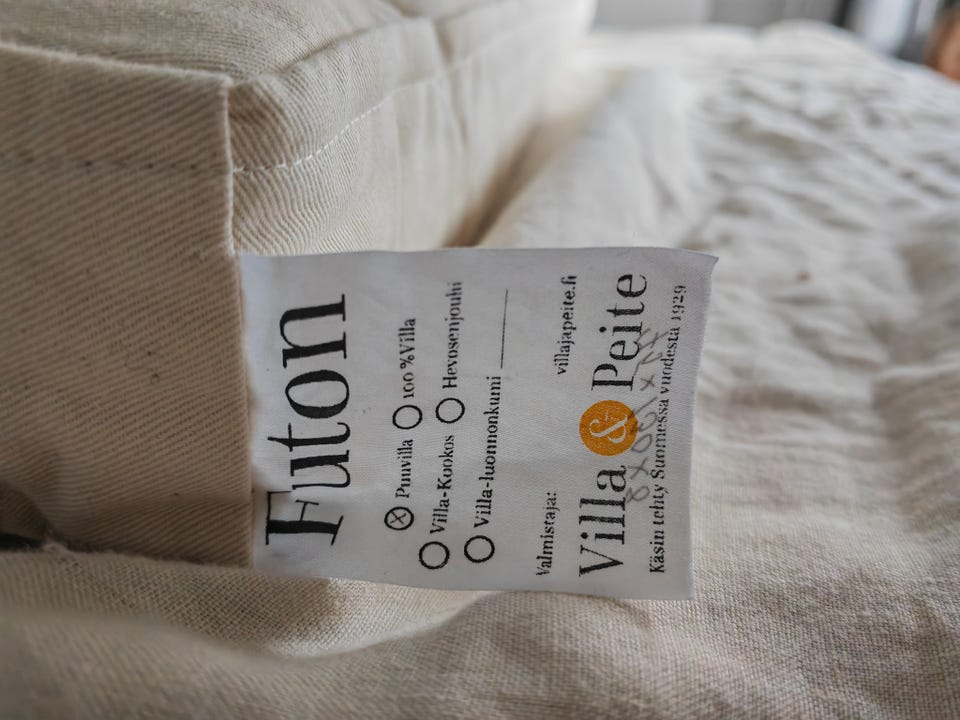 Futon
Puuvilla 100 % Villa
Villa-Kookos Hevosenjouhi
Villa-luonnonkumi
Valmistaja: villajapeite.fi
Villa & Peite
Käsin tehty Suomessa vuodesta 1929